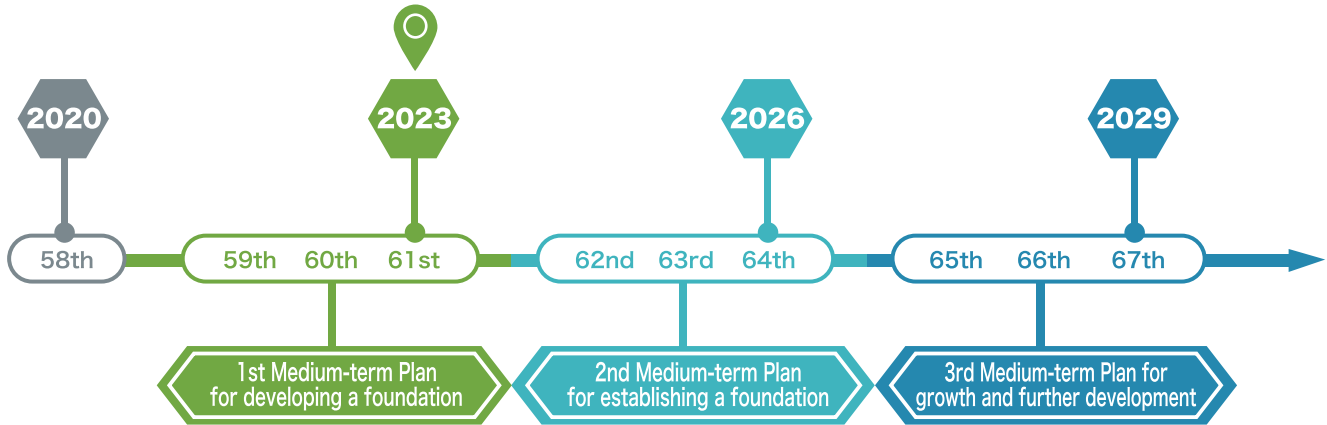 2020
2023
2026
2029
58th
59th 60th 61st
62nd 63rd 64th
65th 66th 67th
1st Medium-term Plan
for developing a foundation
2nd Medium-term Plan
for establishing a foundation
3rd Medium-term Plan for
growth and further development